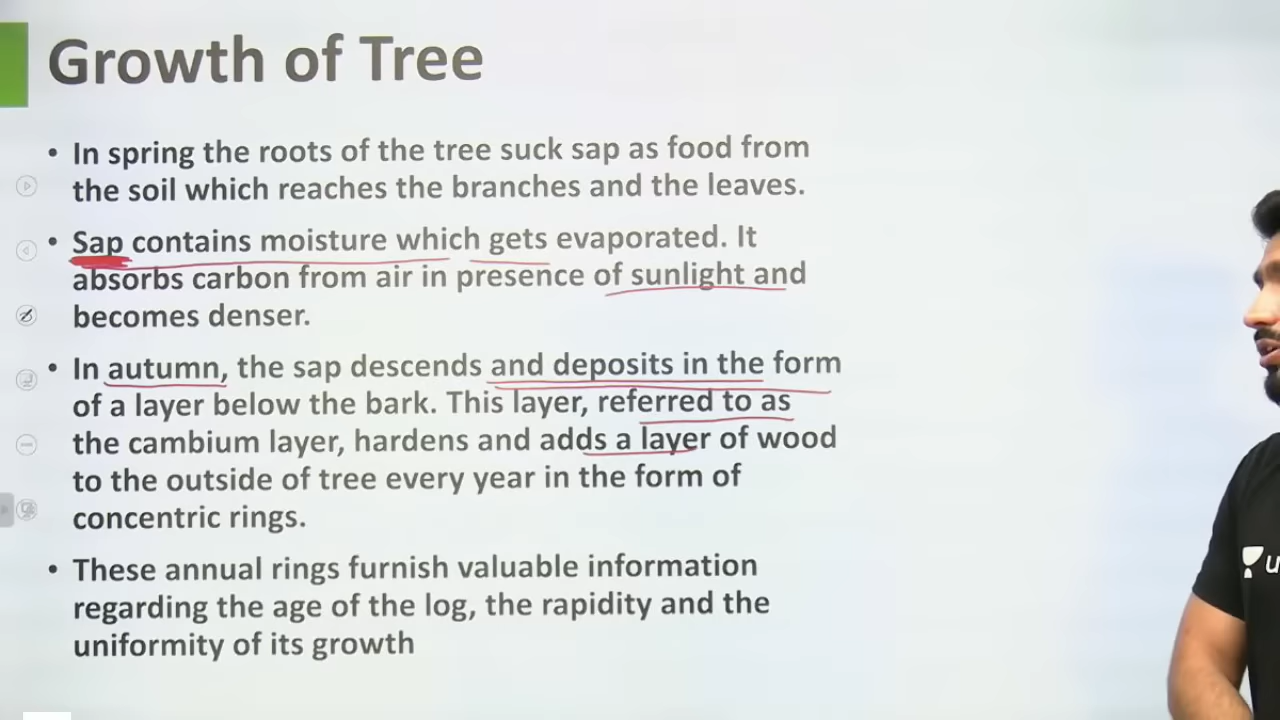 Growth of Tree
• In spring the roots of the tree suck sap as food from
the soil which reaches the branches and the leaves.
• Sap contains moisture which gets evaporated. It
absorbs carbon from air in presence of sunlight and
becomes denser.
• In autumn, the sap descends and deposits in the form
of a layer below the bark. This layer, referred to as
the cambium layer, hardens and adds a layer of wood
to the outside of tree every year in the form of
concentric rings.
• These annual rings furnish valuable information
regarding the age of the log, the rapidity and the
uniformity of its growth
u